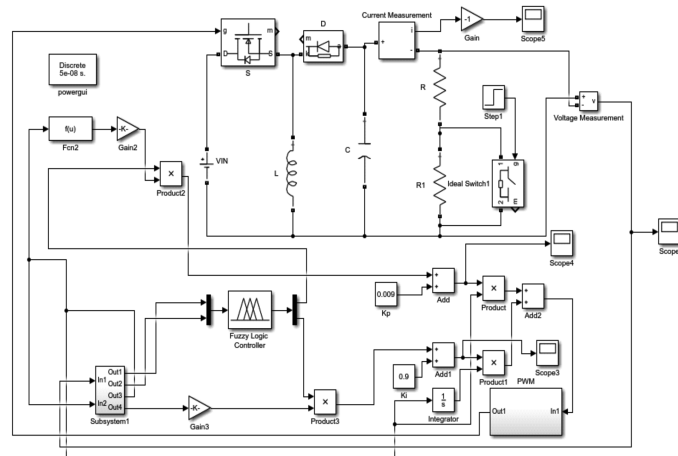 Current Measurement
D
g
m
i
-1
D
S
m
a
k
+
-
Gain
Scope5
S
Discrete
5e-08 s.
powergui
R
Step1
+
-
v
Voltage Measurement
f(u)
-K-
Fcn2
Gain2
+
VIN
L
C
R1
Ideal Switch1
1
g
2
m
×
Product2
Scope
Scope4
0.009
Kp
+
+
Add
×
Product
+
+
Add2
Fuzzy Logic
Controller
In1
In2
Out1
Out2
Out3
Out4
Subsystem1
-K-
Gain3
×
Product3
0.9
Ki
+
+
Add1
×
Product1
Scope3
1
s
Integrator
PWM
Out1
In1